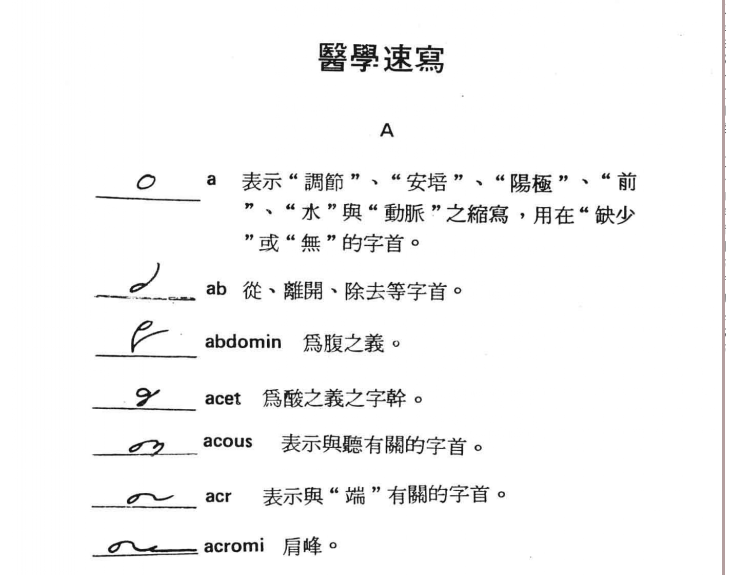 醫學速寫
A
a 表示“調節”、“安培”、“陽極”、“前
”、“水”與“動脈”之縮寫，用在“缺少
”或“無”的字首。
ab 從、離開、除去等字首。
abdomin 爲腹之義。
acet 爲酸之義之字幹。
acous 表示與聽有關的字首。
acr 表示與“端”有關的字首。
acromi 肩峰。